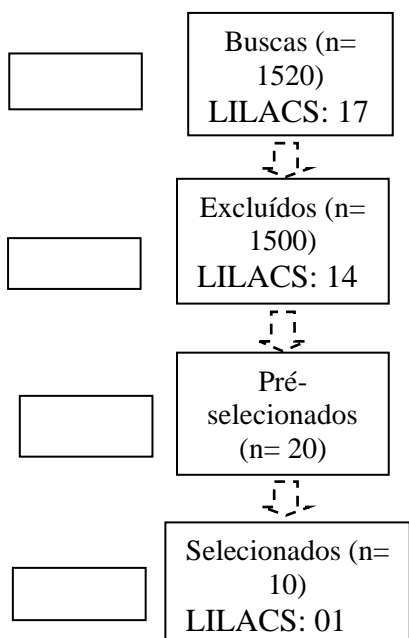 Buscas (n=
1520)
LILACS: 17
Excluídos (n=
1500)
LILACS: 14
Pré-
selecionados
(n= 20)
Selecionados (n=
10)
LILACS: 01